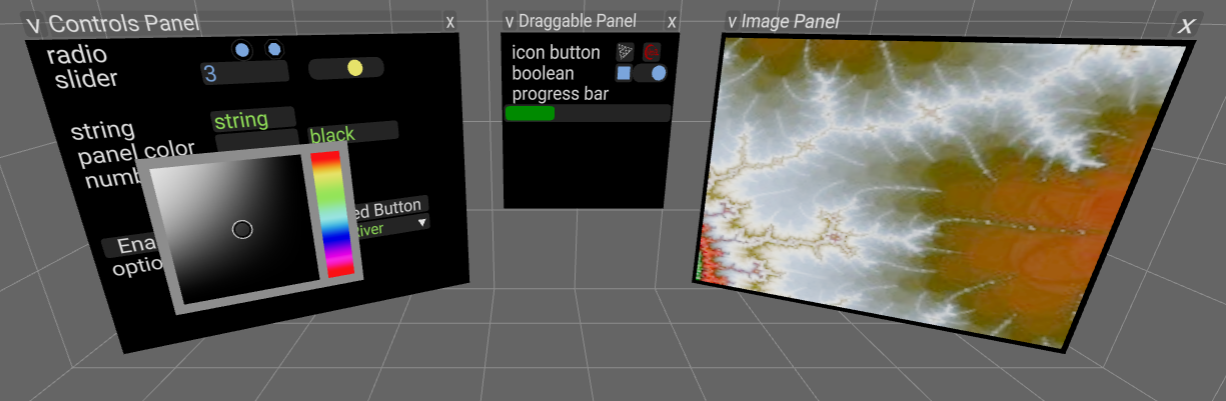 v Controls Panel x
radio
slider 3
string string
panel color black
numb
ed Button
Ena
optio
v Draggable Panel x
icon button
boolean
progress bar
v Image Panel x